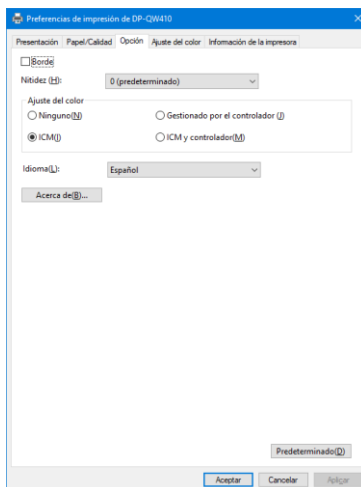 Preferencias de impresión de DP-QW410
Presentación Papel/Calidad Opción Ajuste del color Información de la impresora
Borde
Nitidez (H): 0 (predeterminado)
Ajuste del color
Ninguno(N) Gestionado por el controlador (J)
ICM(I) ICM y controlador(M)
Idioma(L): Español
Acerca de(B)...
Predeterminado(D)
Aceptar Cancelar Aplicar